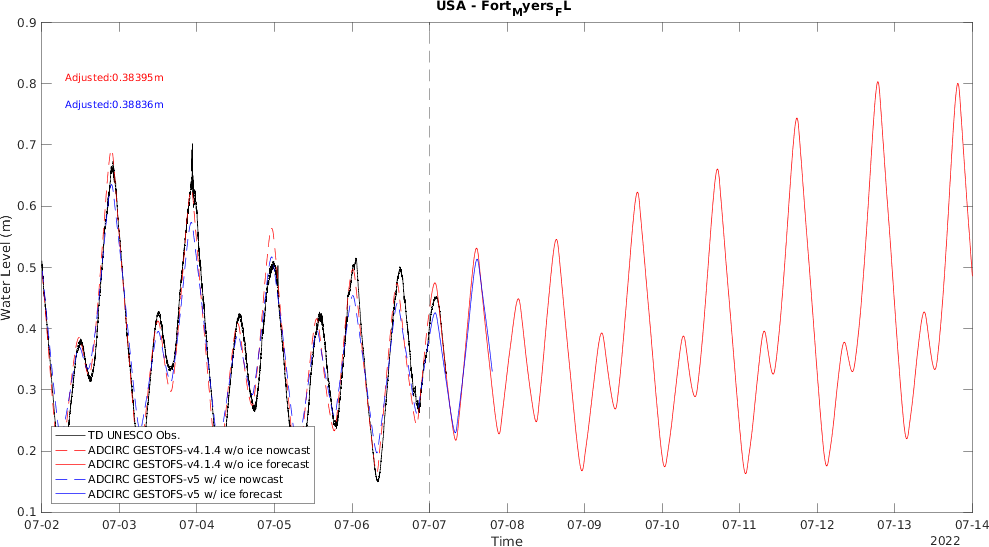 USA - Fort_Myers_FL
0.9
0.8
0.7
0.6
0.5
0.4
0.3
0.2
0.1
Water Level (m)
Adjusted:0.38395m
Adjusted:0.38836m
TD UNESCO Obs.
ADCIRC GESTOFS-v4.1.4 w/o ice nowcast
ADCIRC GESTOFS-v4.1.4 w/o ice forecast
ADCIRC GESTOFS-v5 w/ ice nowcast
ADCIRC GESTOFS-v5 w/ ice forecast
07-02 07-03 07-04 07-05 07-06 07-07 07-08 07-09 07-10 07-11 07-12 07-13 07-14
Time
2022